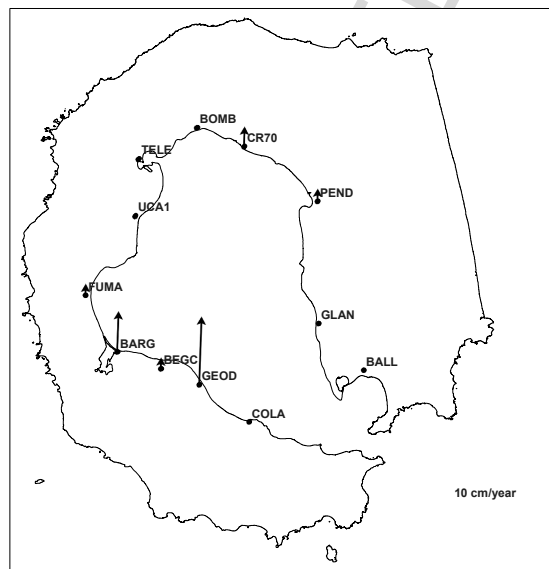 BOMB
CR70
TELE
PEND
UCA1
FUMA
GLAN
BARG
BEGC
BALL
GEOD
COLA
10 cm/year